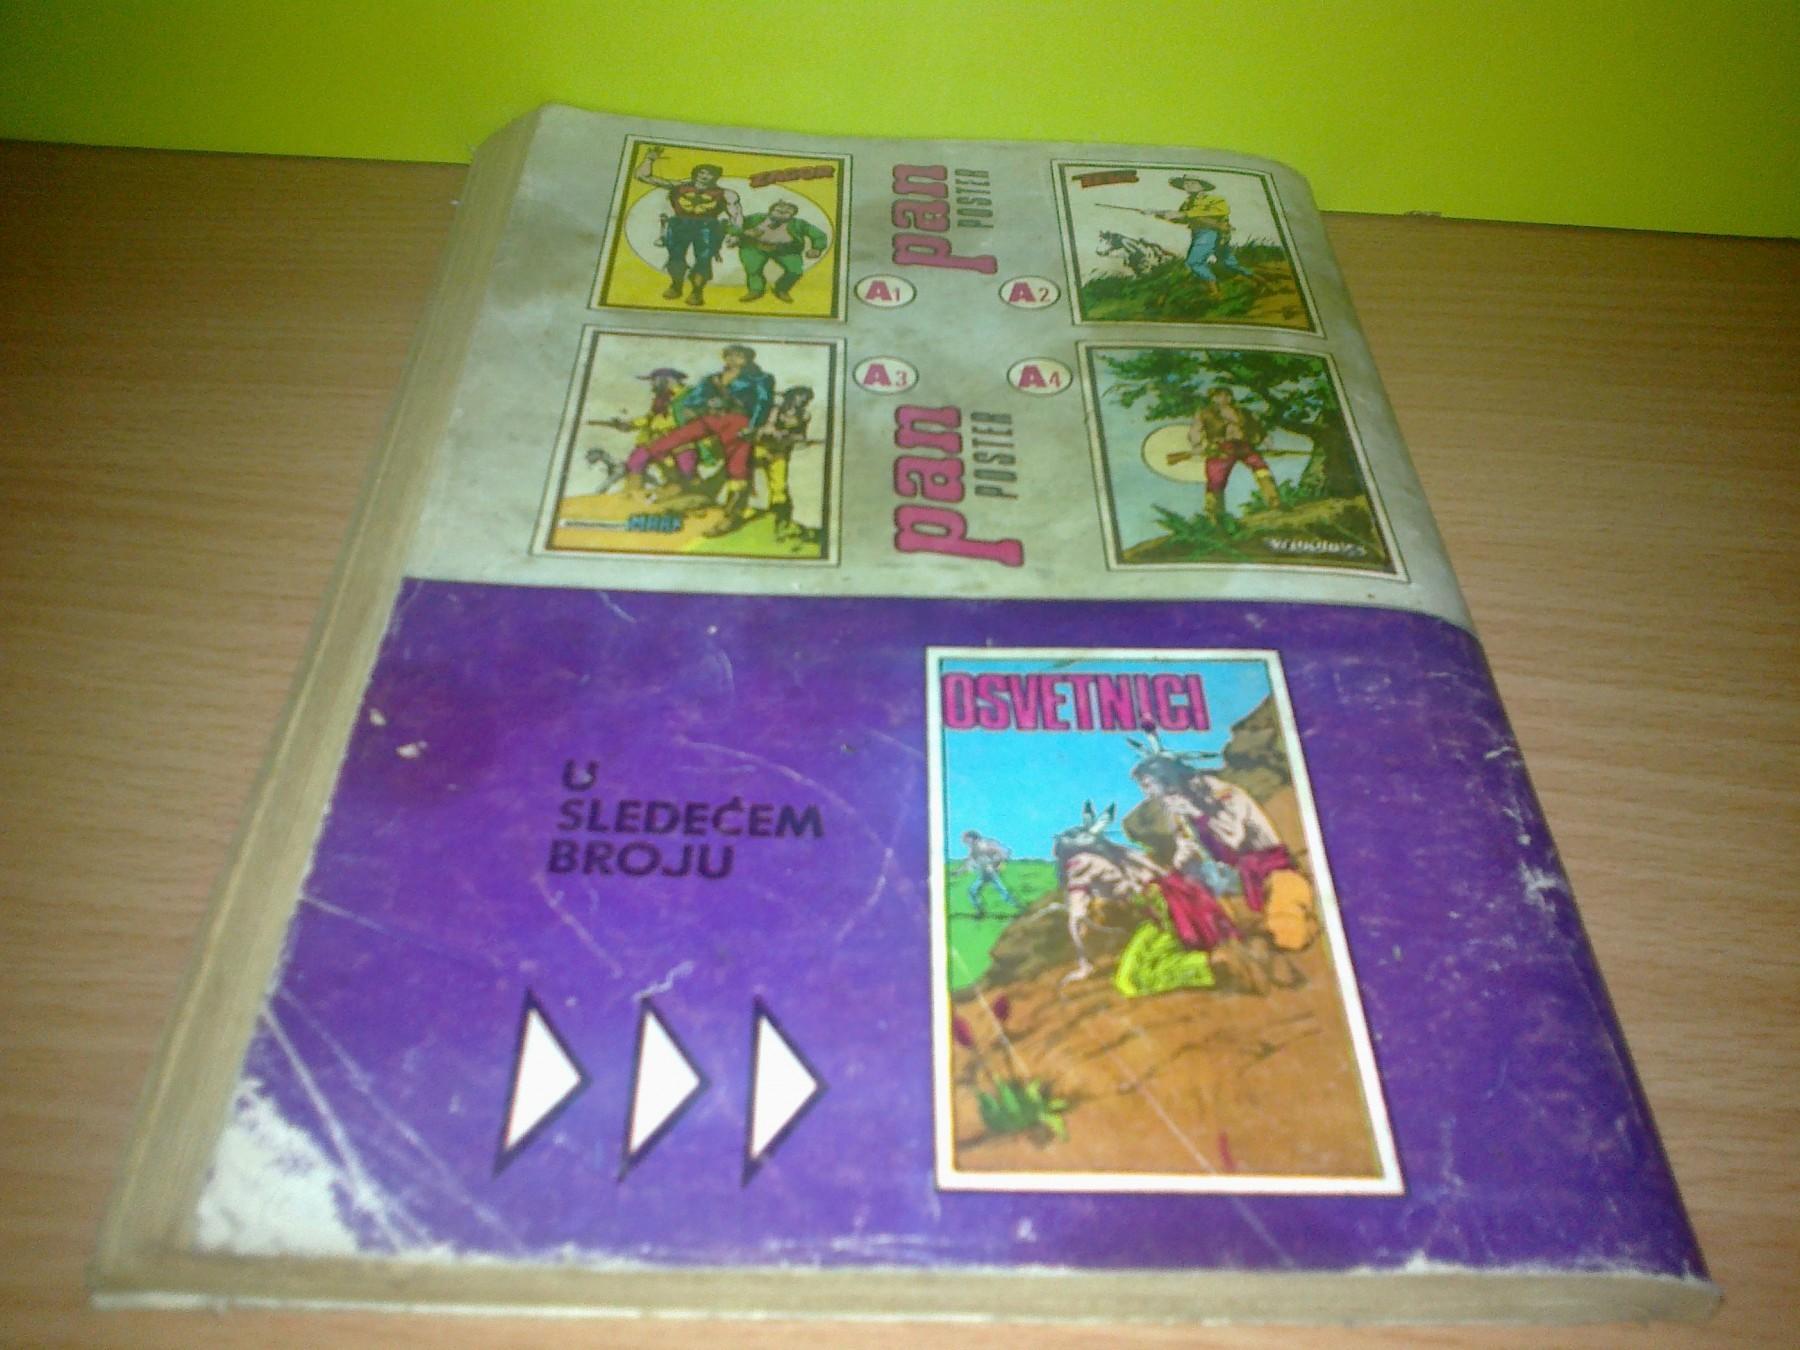 ZAGOR
pan
POSTER
A1
A2
A3
A4
pan
POSTER
MARK
OSVETNICI
U
SLEDEĆEM
BROJU